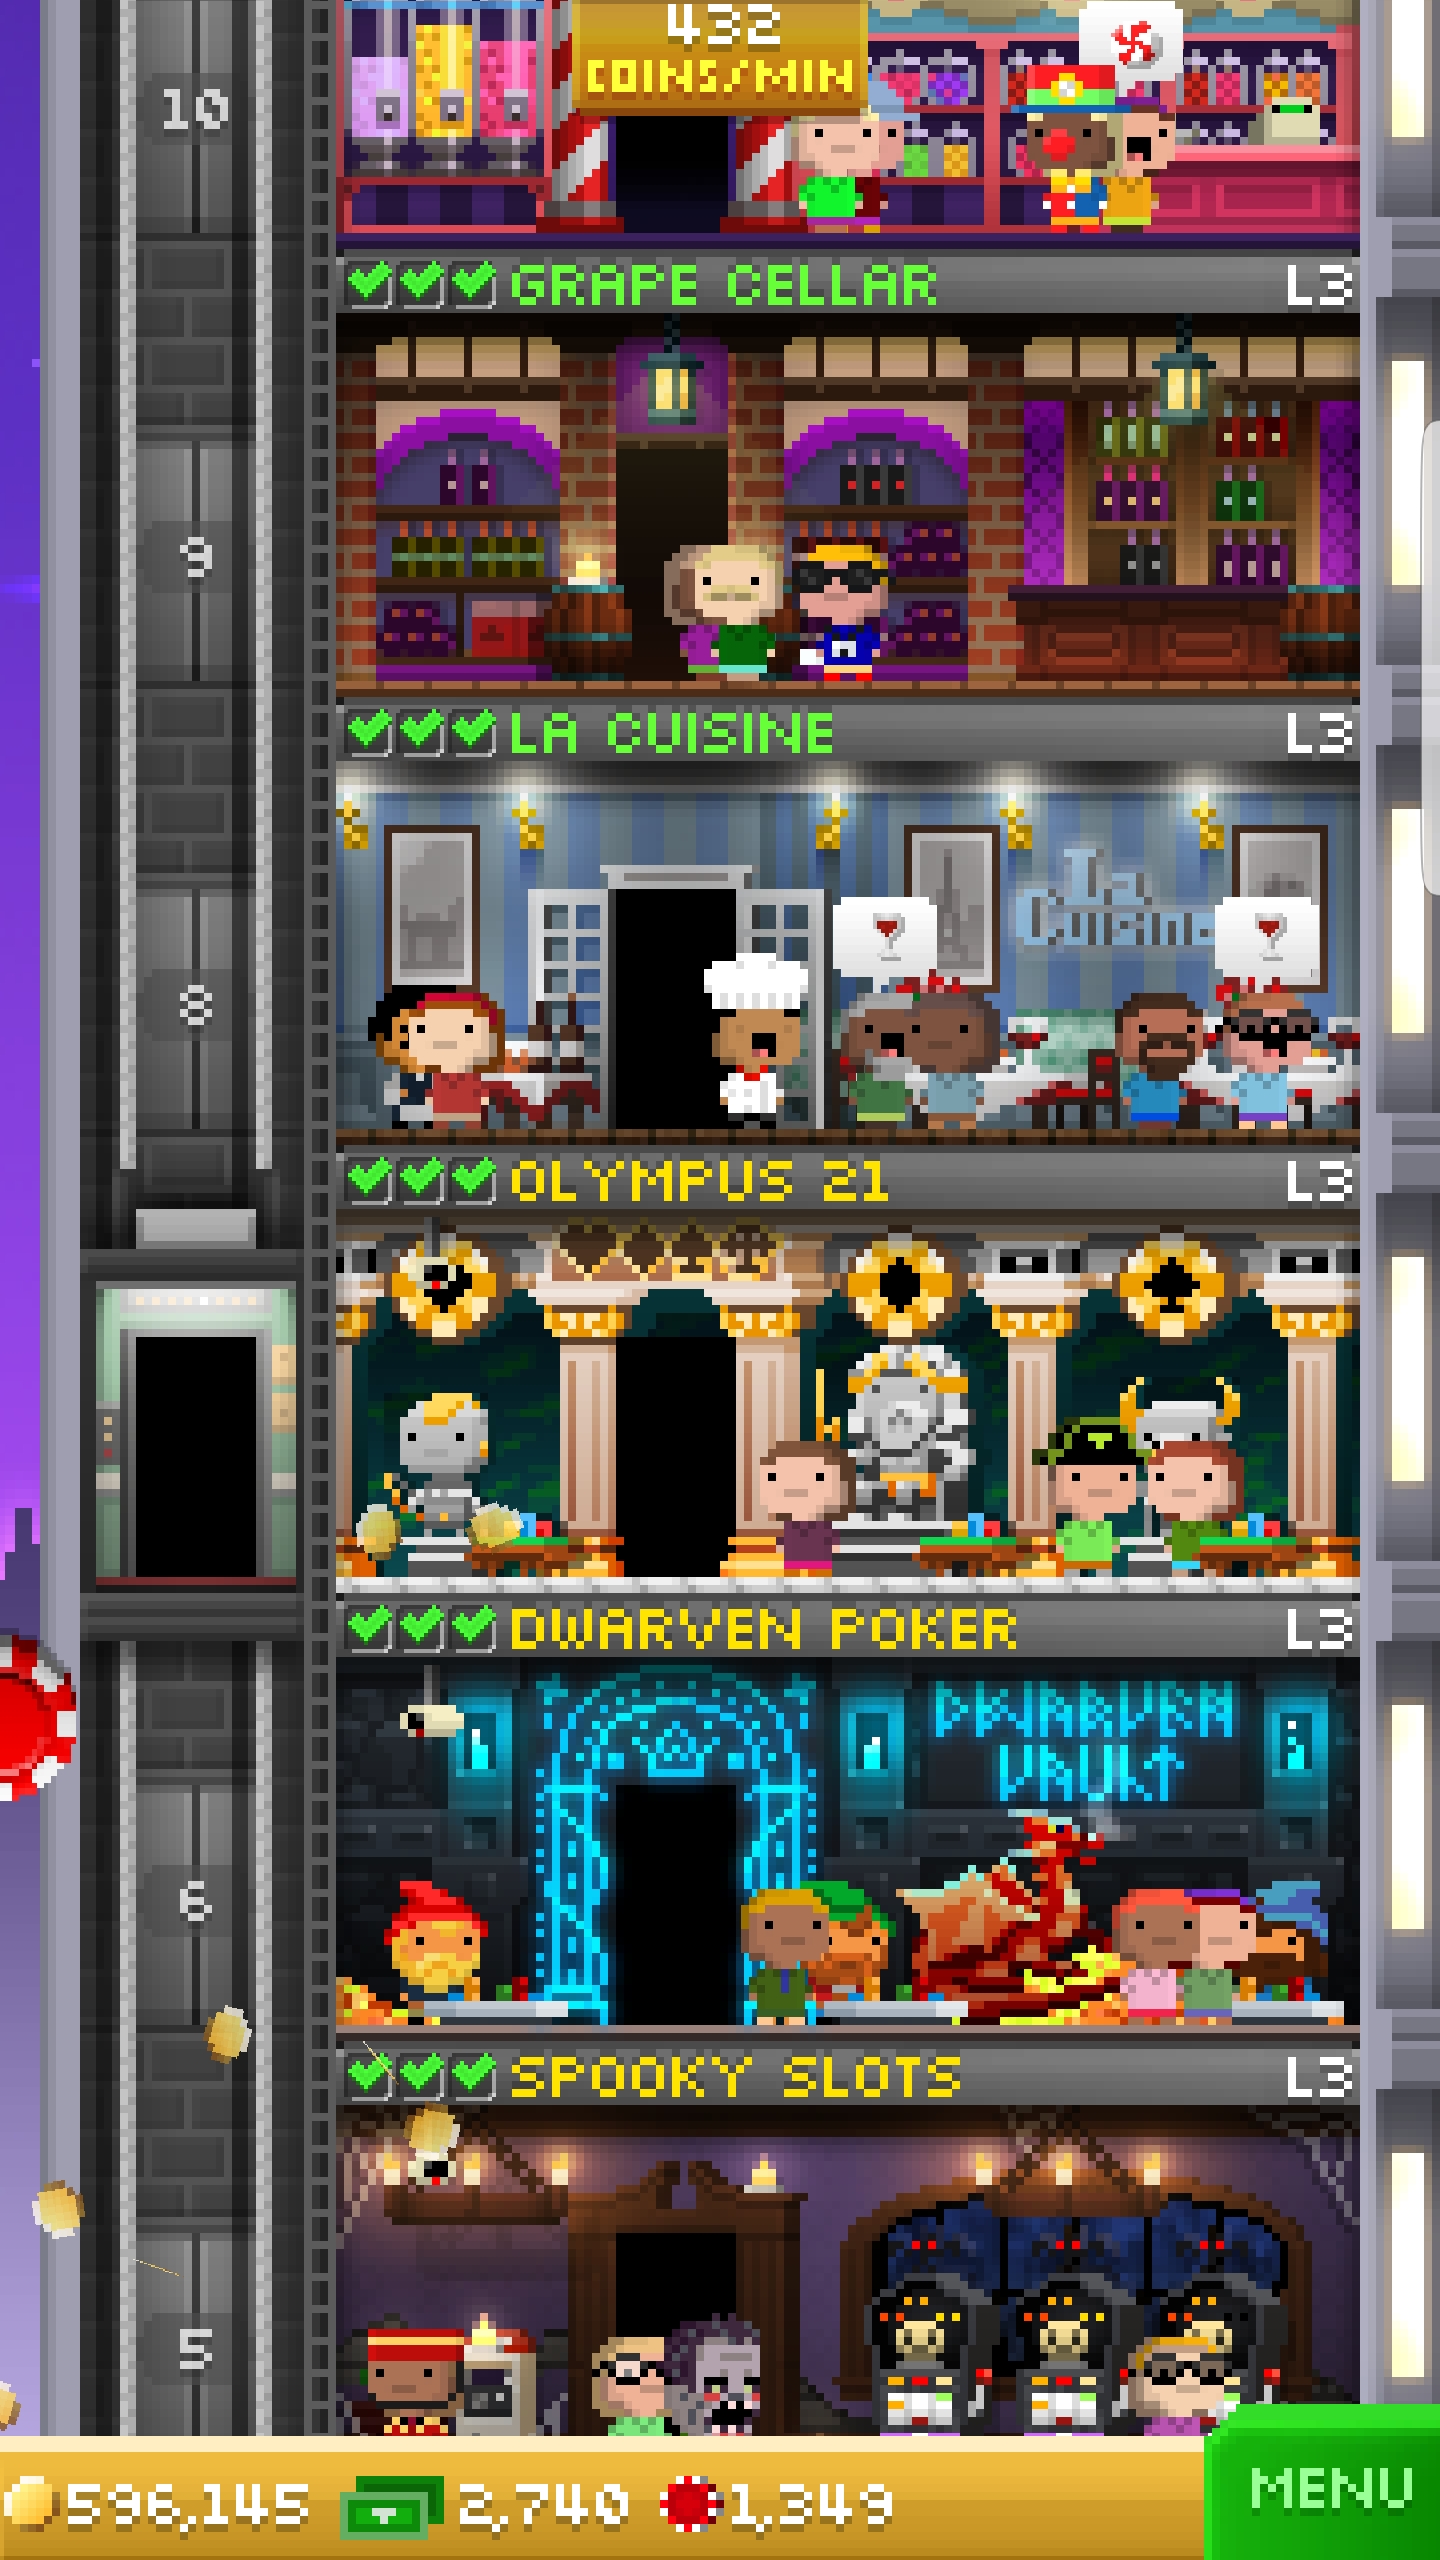 432
COINS/MIN
10
GRAPE CELLAR L3
9
LA CUISINE L3
8
La
Cuisine
OLYMPUS 21 L3
DWARVEN POKER L3
DWARVEN
VAULT
6
SPOOKY SLOTS L3
5
596,145 2,740 1,349 MENU